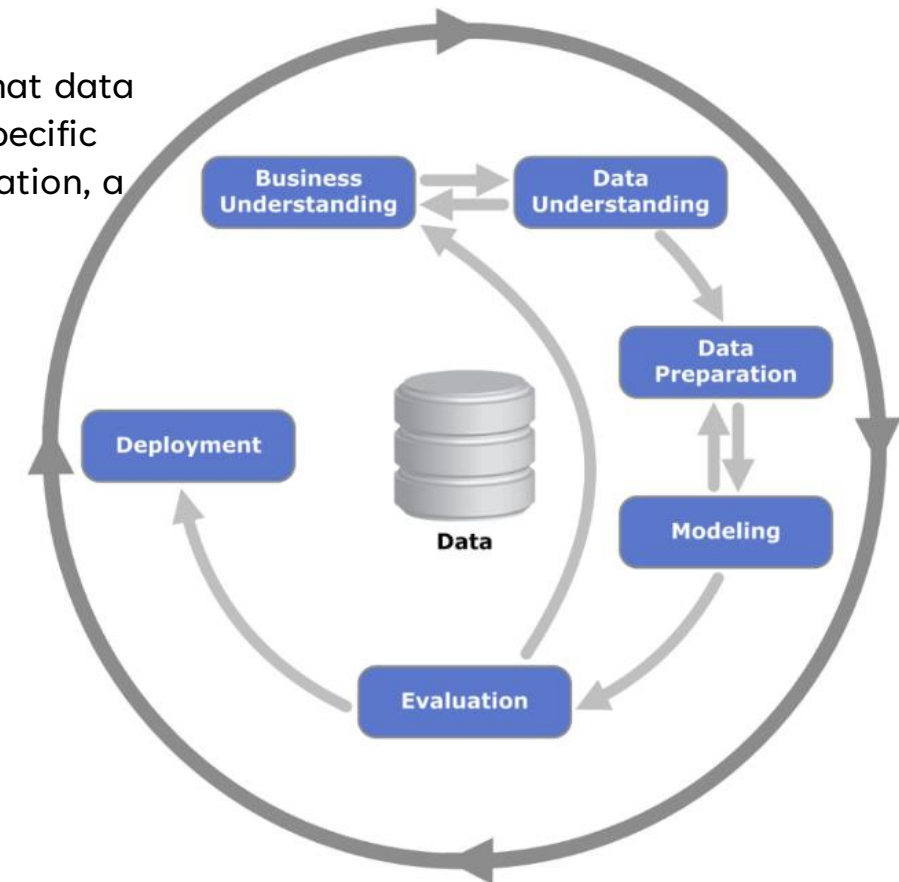 hat data
pecific
ation, a
Business
Understanding
Data
Understanding
Data
Preparation
Deployment
Modeling
Data
Evaluation